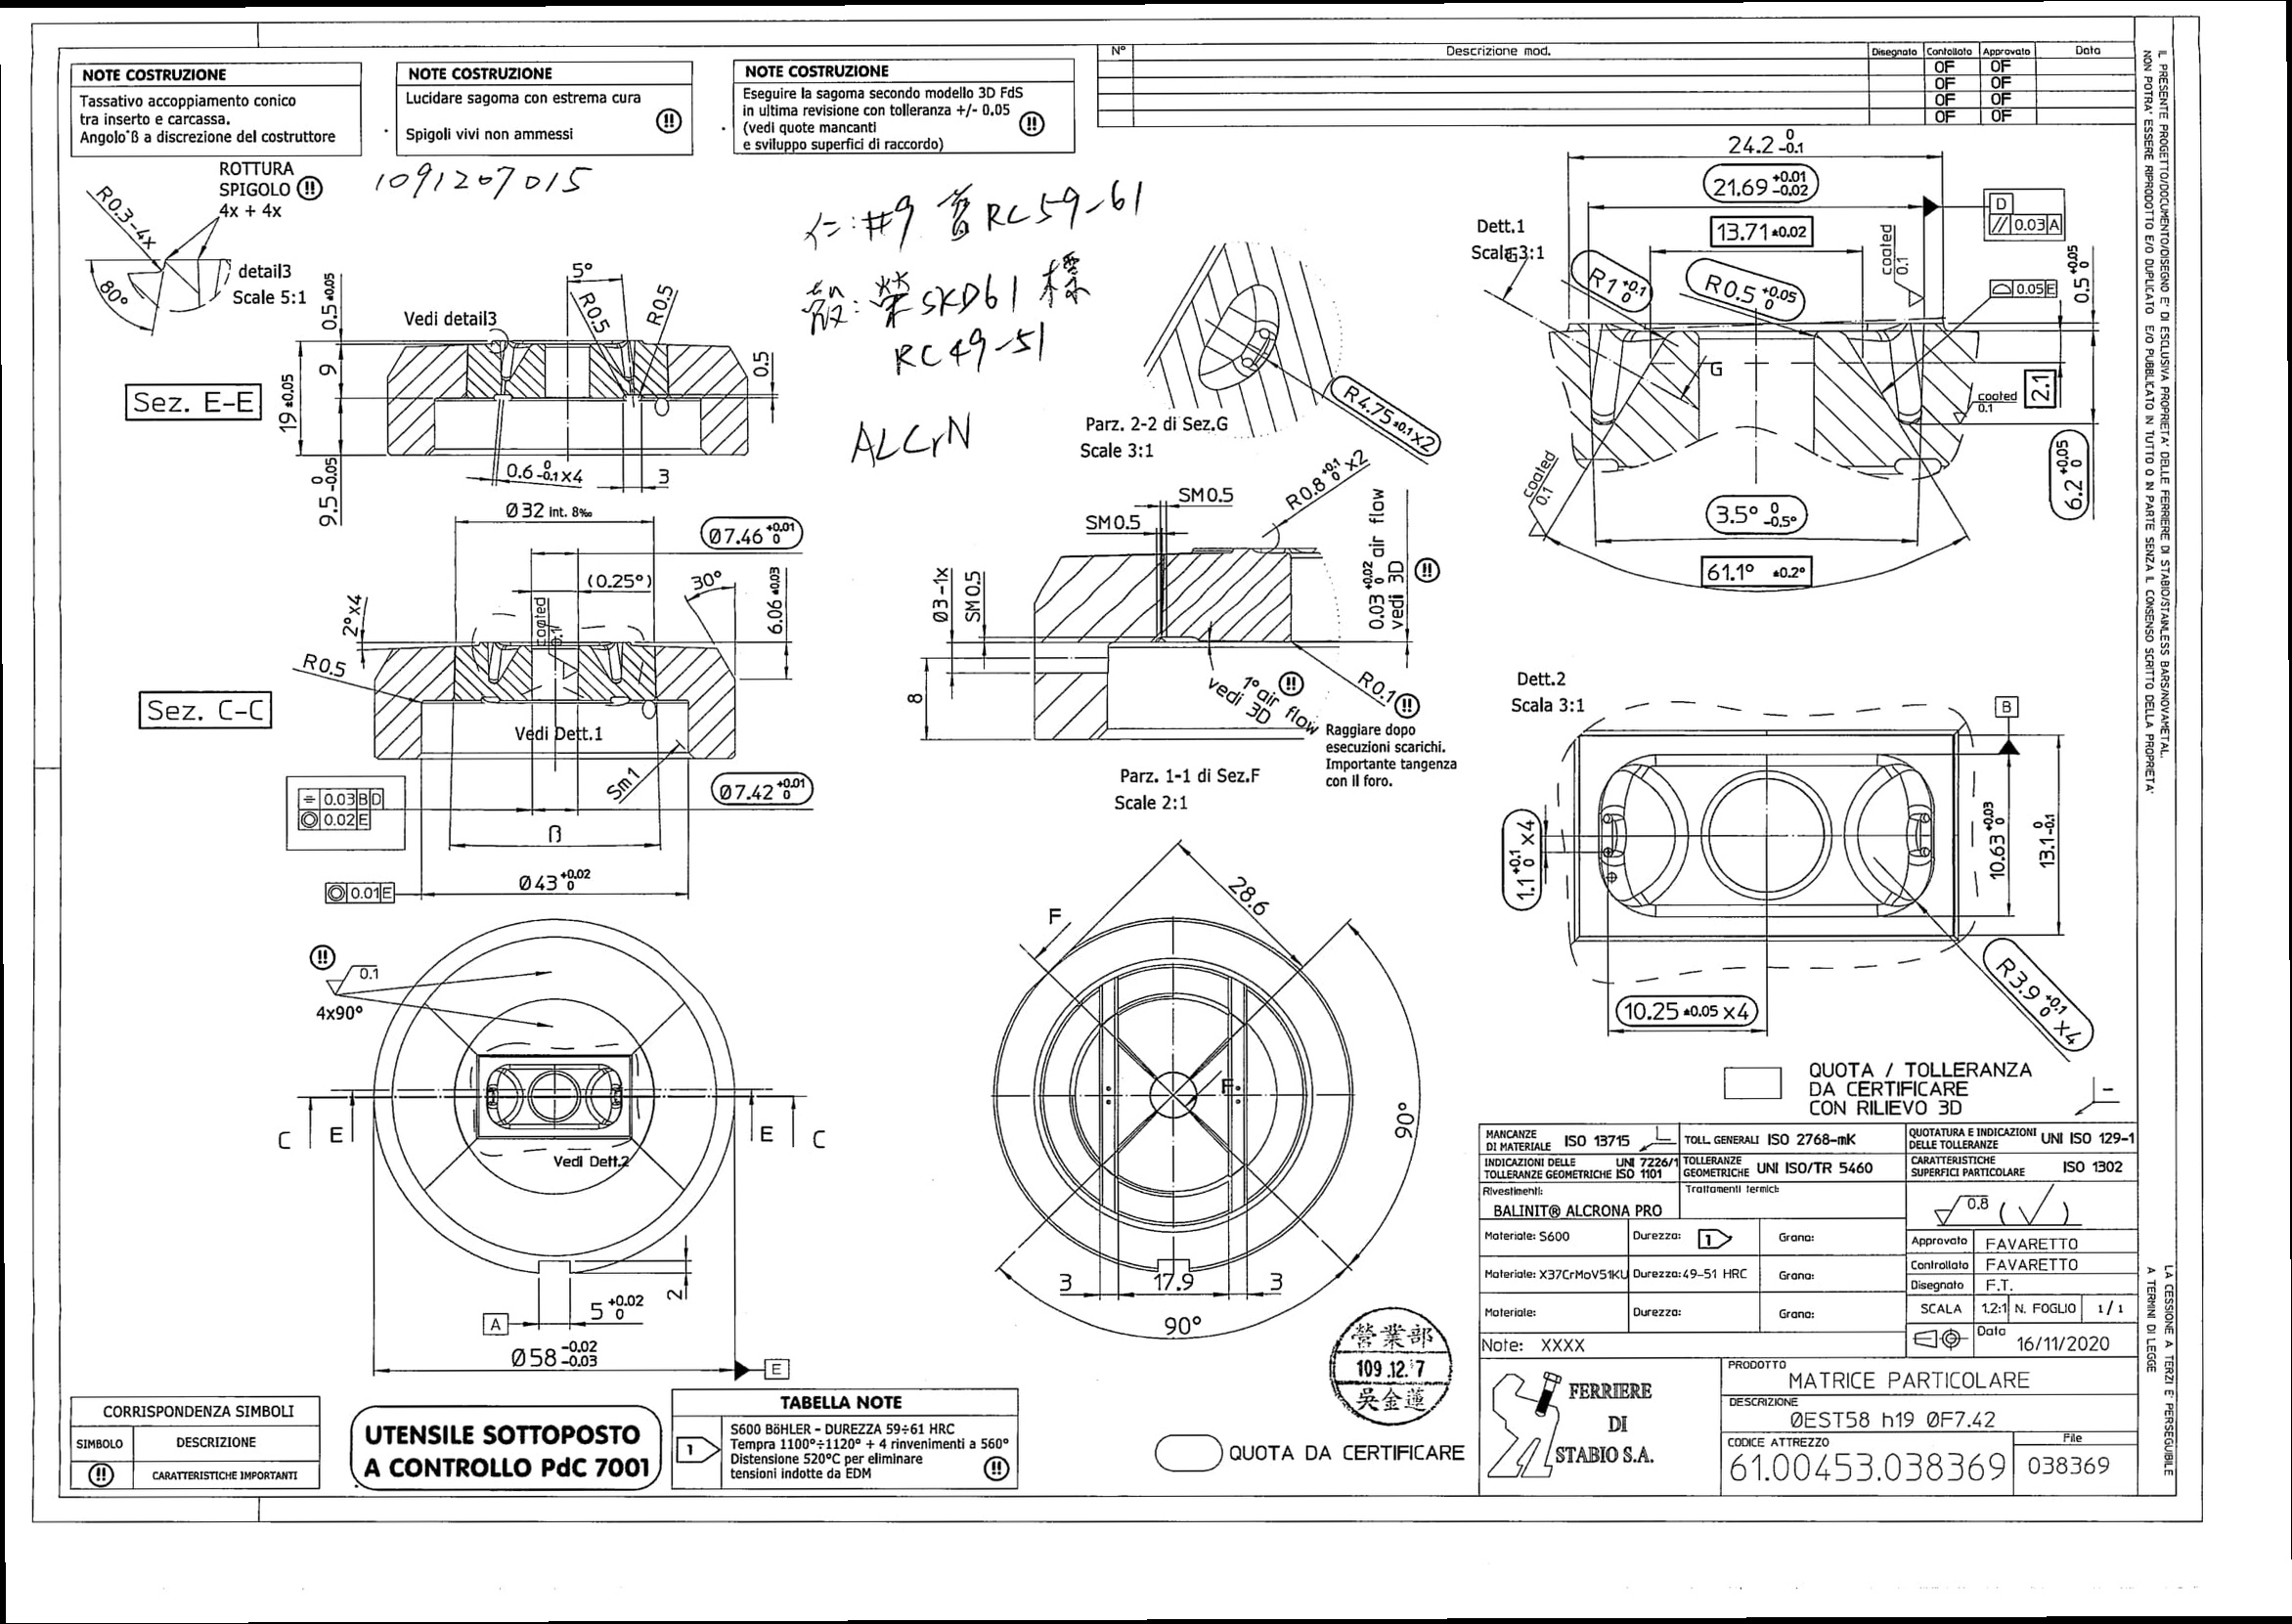 NOTE COSTRUZIONE
Tassativo accoppiamento conico
tra inserto e carcassa.
Angolo ß a discrezione del costruttore
NOTE COSTRUZIONE
Lucidare sagoma con estrema cura
Spigoli vivi non ammessi
NOTE COSTRUZIONE
Eseguire la sagoma secondo modello 3D FdS
in ultima revisione con tolleranza +/- 0.05
(vedi quote mancanti
e sviluppo superfici di raccordo)
N° Descrizione mod. Disegnato Contollato Approvato Data
OF OF
OF OF
OF OF
OF OF
1091207015
ROTTURA
SPIGOLO
4x + 4x
R0.3-4x
80°
detail3
Scale 5:1
#9 RC59-61
SKD61
RC49-51
ALCrN
Vedi detail3
5°
R0.5
R0.5
0.5 ±0.05
9
19 ±0.05
9.5 0 -0.05
0.5
0.6 0 -0.1 x4
3
Sez. E-E
Ø32 int. 8‰
Ø7.46 +0.01 0
(0.25°)
30°
6.06 ±0.03
2° x4
R0.5
coated
0.1
Vedi Dett.1
Sm1
Sez. C-C
Ø7.42 +0.01 0
0.03 B D
0.02 E
ß
Ø43 +0.02 0
0.01 E
Parz. 2-2 di Sez.G
Scale 3:1
R4.75 ±0.1 x2
SM0.5
SM0.5
R0.8 +0.1 0 x2
Ø3-1x
SM0.5
8
0.03 +0.02 0 air flow
vedi 3D
1° air flow
vedi 3D
R0.1
Raggiare dopo
esecuzioni scarichi.
Importante tangenza
con il foro.
Parz. 1-1 di Sez.F
Scale 2:1
Dett.1
Scala 3:1
G
24.2 0 -0.1
21.69 +0.01 -0.02
13.71 ±0.02
D
// 0.03 A
R1 +0.1 0
R0.5 +0.05 0
coated
0.1
0.05 E
0.5 +0.05 0
G
2.1
coated
0.1
6.2 +0.05 0
coated
0.1
3.5° 0 -0.5°
61.1° ±0.2°
Dett.2
Scala 3:1
B
1.1 +0.1 0 x4
10.63 +0.03 0
13.1 0 -0.1
10.25 ±0.05 x4
R3.9 +0.1 0 x4
0.1
4x90°
C E E C
Vedi Dett.2
2
A
5 +0.02 0
Ø58 -0.02 -0.03
E
F
28.6
F
90°
3 17.9 3
90°
營業部
109.12.7
吳金蓮
QUOTA / TOLLERANZA
DA CERTIFICARE
CON RILIEVO 3D
MANCANZE
DI MATERIALE ISO 13715
TOLL. GENERALI ISO 2768-mK
QUOTATURA E INDICAZIONI
DELLE TOLLERANZE UNI ISO 129-1
INDICAZIONI DELLE UNI 7226/1
TOLLERANZE GEOMETRICHE ISO 1101
TOLLERANZE
GEOMETRICHE UNI ISO/TR 5460
CARATTERISTICHE
SUPERFICI PARTICOLARE ISO 1302
Rivestimenti:
BALINIT® ALCRONA PRO
Trattamenti termici:
0.8
Materiale: S600 Durezza: 1 Grana:
Materiale: X37CrMoV51KU Durezza: 49-51 HRC Grana:
Materiale: Durezza: Grana:
Approvato FAVARETTO
Controllato FAVARETTO
Disegnato F.T.
SCALA 1.2:1 N. FOGLIO 1/1
Note: XXXX
Data
16/11/2020
FERRIERE
DI
STABIO S.A.
PRODOTTO
MATRICE PARTICOLARE
DESCRIZIONE
ØEST58 h19 ØF7.42
CODICE ATTREZZO
61.00453.038369
File
038369
CORRISPONDENZA SIMBOLI
SIMBOLO DESCRIZIONE
!! CARATTERISTICHE IMPORTANTI
UTENSILE SOTTOPOSTO
A CONTROLLO PdC 7001
TABELLA NOTE
1
S600 BöHLER - DUREZZA 59÷61 HRC
Tempra 1100°÷1120° + 4 rinvenimenti a 560°
Distensione 520°C per eliminare
tensioni indotte da EDM
QUOTA DA CERTIFICARE
IL PRESENTE PROGETTO/DOCUMENTO/DISEGNO E' DI ESCLUSIVA PROPRIETA' DELLE FERRIERE DI STABIO/STAINLESS BARS/NOVAMETAL.
NON POTRA' ESSERE RIPRODOTTO E/O DUPLICATO E/O PUBBLICATO IN TUTTO O IN PARTE SENZA IL CONSENSO SCRITTO DELLA PROPRIETA'
LA CESSIONE A TERZI E' PERSEGUIBILE
A TERMINI DI LEGGE